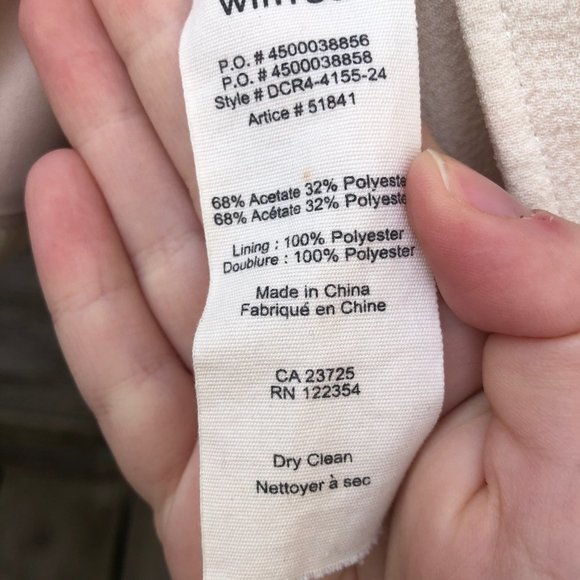 P.O. # 4500038856
P.O. # 4500038858
Style # DCR4-4155-24
Artice # 51841
68% Acetate 32% Polyeste
68% Acétate 32% Polyeste
Lining : 100% Polyester
Doublure : 100% Polyester
Made in China
Fabriqué en Chine
CA 23725
RN 122354
Dry Clean
Nettoyer à sec